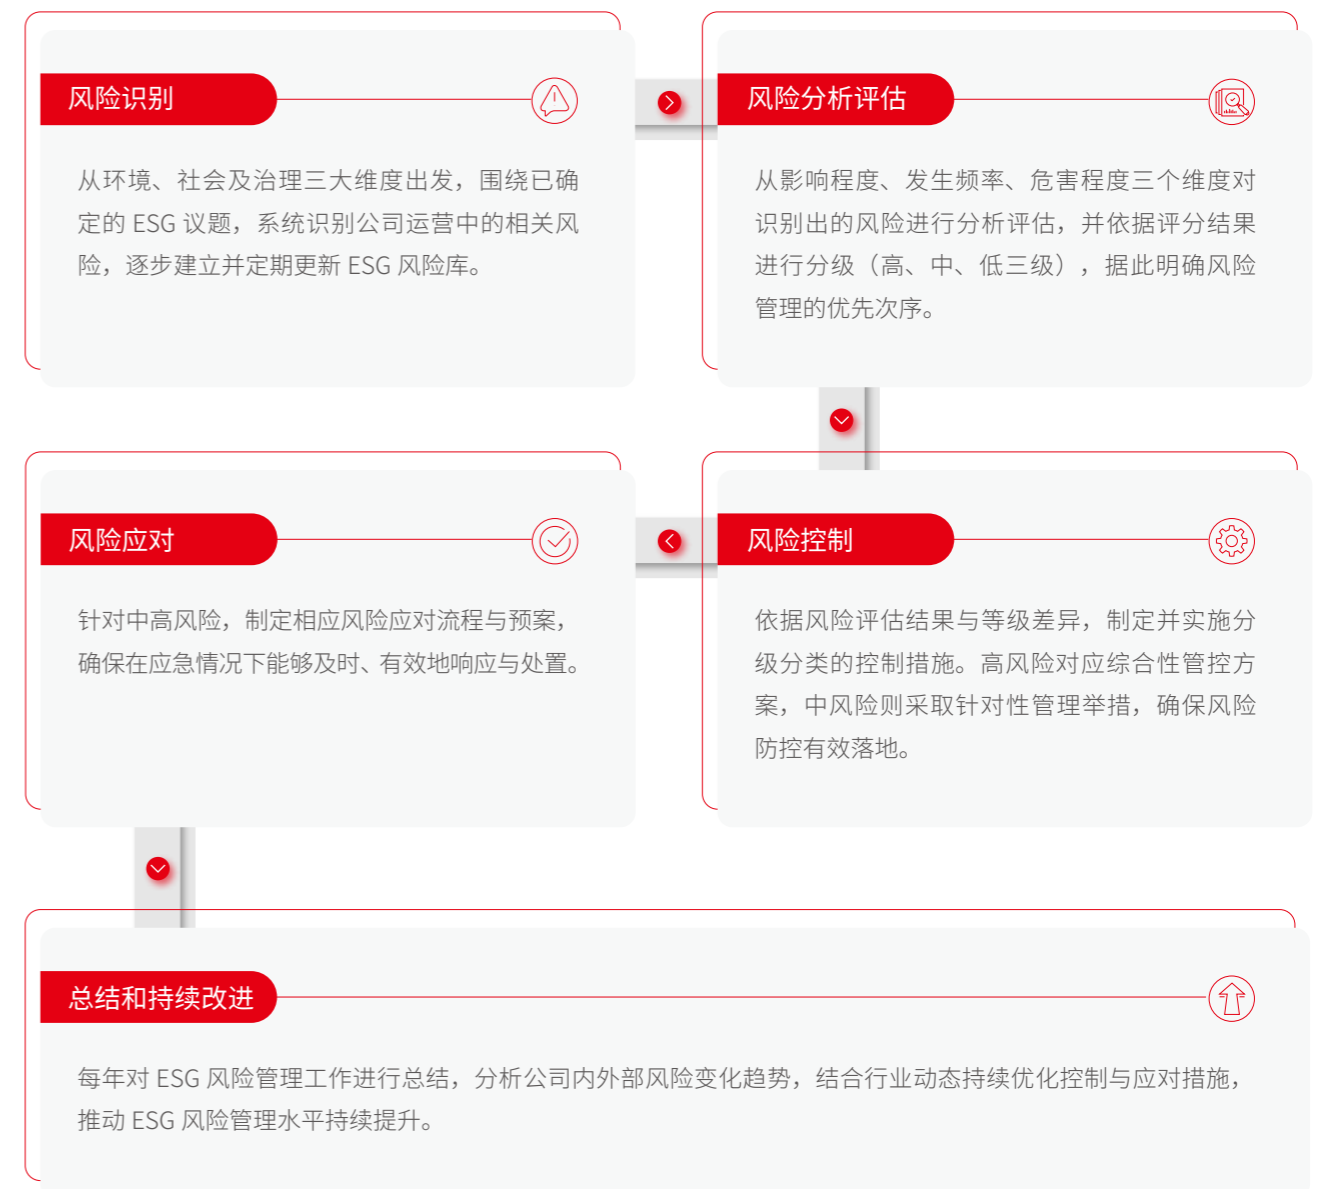 风险识别
从环境、社会及治理三大维度出发，围绕已确
定的 ESG 议题，系统识别公司运营中的相关风
险，逐步建立并定期更新 ESG 风险库。
风险分析评估
从影响程度、发生频率、危害程度三个维度对
识别出的风险进行分析评估，并依据评分结果
进行分级（高、中、低三级），据此明确风险
管理的优先次序。
风险控制
依据风险评估结果与等级差异，制定并实施分
级分类的控制措施。高风险对应综合性管控方
案，中风险则采取针对性管理举措，确保风险
防控有效落地。
风险应对
针对中高风险，制定相应风险应对流程与预案，
确保在应急情况下能够及时、有效地响应与处置。
总结和持续改进
每年对 ESG 风险管理工作进行总结，分析公司内外部风险变化趋势，结合行业动态持续优化控制与应对措施，
推动 ESG 风险管理水平持续提升。